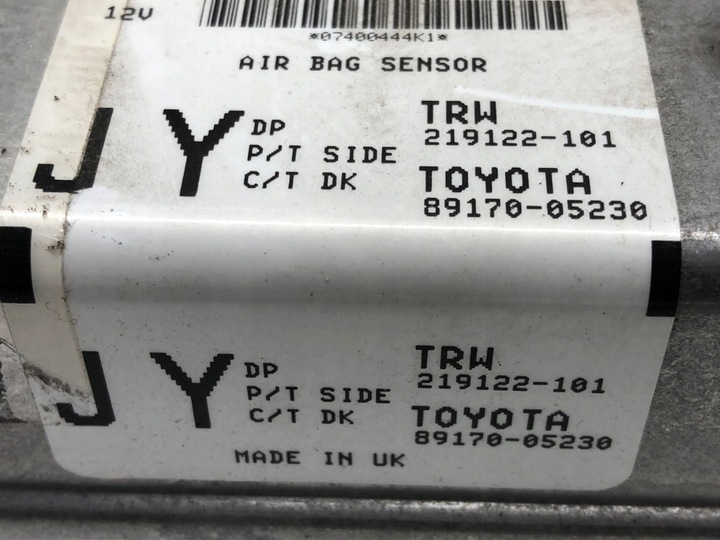 12V
*07400444K1*
AIR BAG SENSOR
J Y
DP
P/T SIDE
C/T DK
TRW
219122-101
TOYOTA
89170-05230
J Y
DP
P/T SIDE
C/T DK
TRW
219122-101
TOYOTA
89170-05230
MADE IN UK